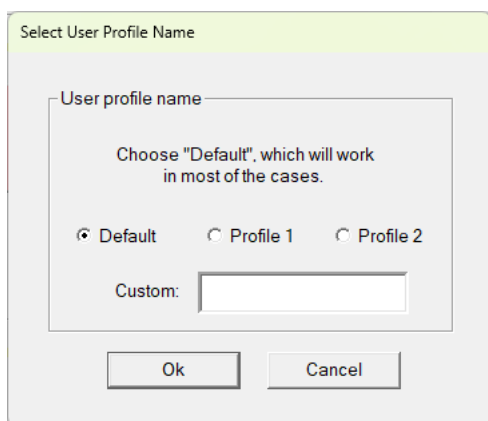 Select User Profile Name
User profile name
Choose "Default", which will work
in most of the cases.
Default Profile 1 Profile 2
Custom:
Ok Cancel